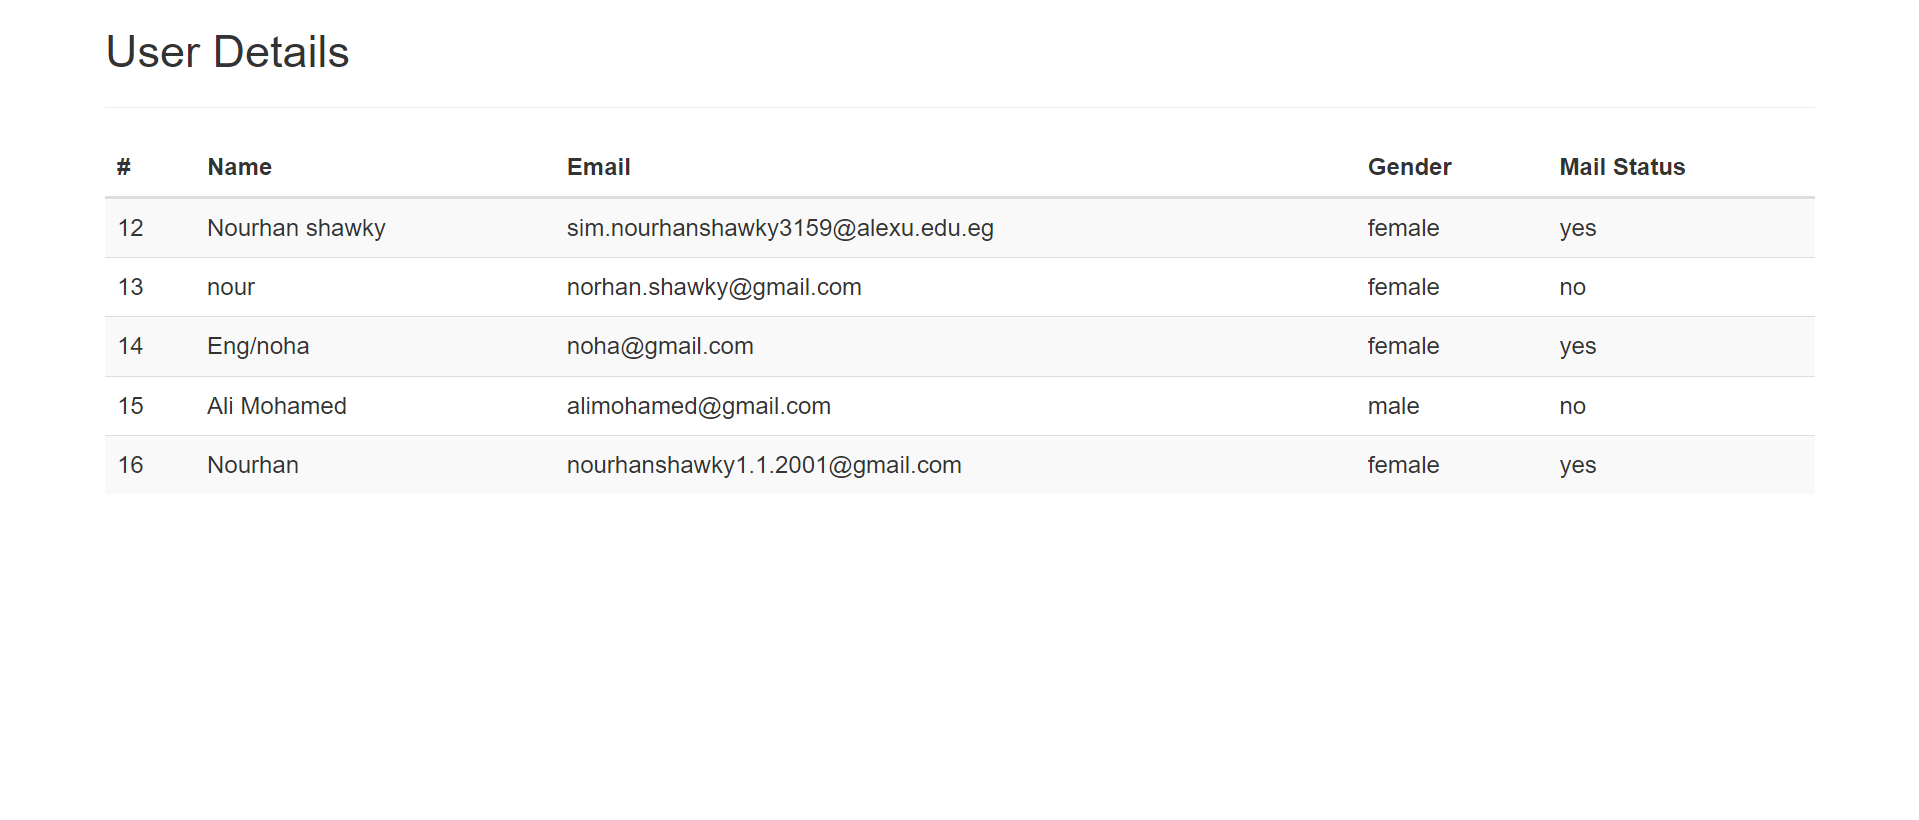 User Details
# Name Email Gender Mail Status
12 Nourhan shawky sim.nourhanshawky3159@alexu.edu.eg female yes
13 nour norhan.shawky@gmail.com female no
14 Eng/noha noha@gmail.com female yes
15 Ali Mohamed alimohamed@gmail.com male no
16 Nourhan nourhanshawky1.1.2001@gmail.com female yes